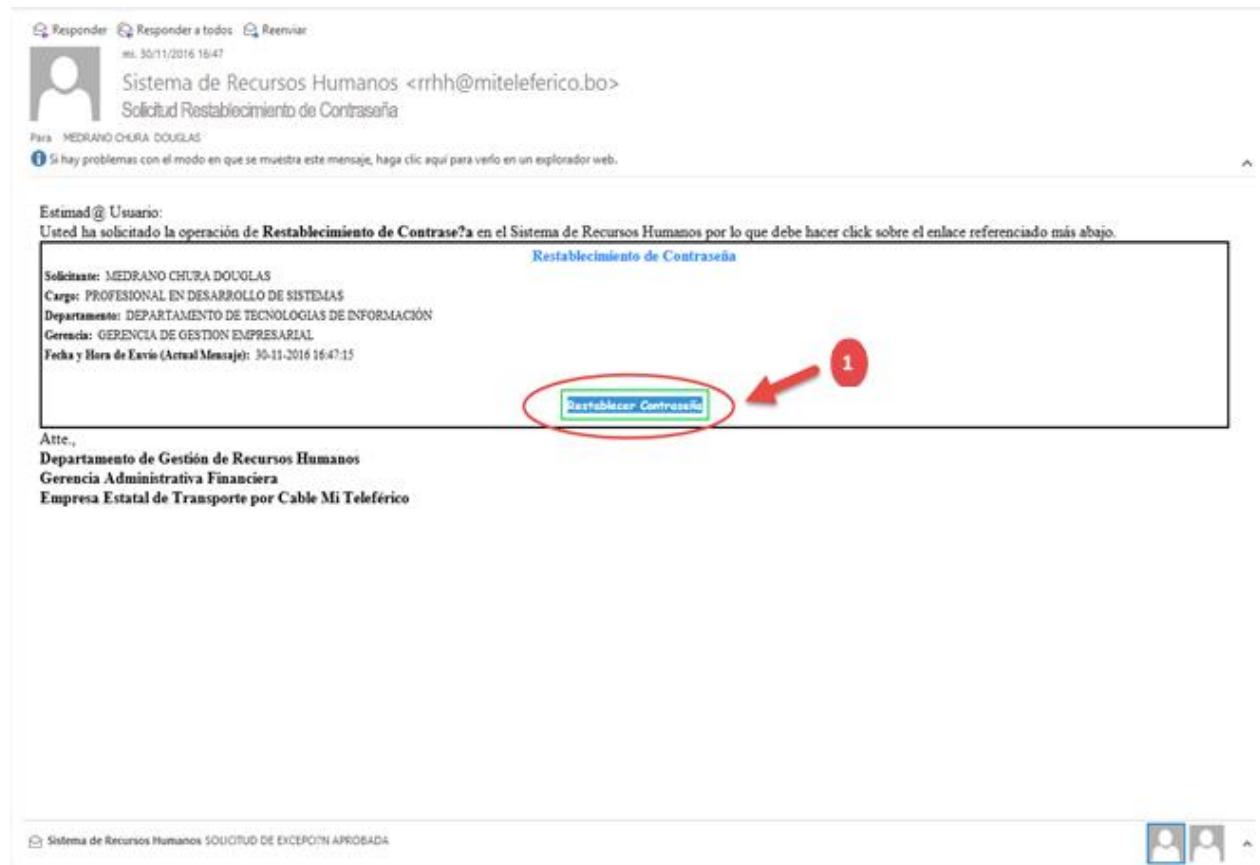 Responder Responder a todos Reenviar
mi. 30/11/2016 16:47
Sistema de Recursos Humanos <rrhh@miteleferico.bo>
Solicitud Restablecimiento de Contraseña
Para MEDRANO CHURA DOUGLAS
Si hay problemas con el modo en que se muestra este mensaje, haga clic aquí para verlo en un explorador web.
Estimad@ Usuario:
Usted ha solicitado la operación de Restablecimiento de Contrase?a en el Sistema de Recursos Humanos por lo que debe hacer click sobre el enlace referenciado más abajo.
Restablecimiento de Contraseña
Solicitante: MEDRANO CHURA DOUGLAS
Cargo: PROFESIONAL EN DESARROLLO DE SISTEMAS
Departamento: DEPARTAMENTO DE TECNOLOGIAS DE INFORMACIÓN
Gerencia: GERENCIA DE GESTION EMPRESARIAL
Fecha y Hora de Envío (Actual Mensaje): 30-11-2016 16:47:15
1
Restablecer Contraseña
Atte.,
Departamento de Gestión de Recursos Humanos
Gerencia Administrativa Financiera
Empresa Estatal de Transporte por Cable Mi Teleférico
Sistema de Recursos Humanos SOLICITUD DE EXCEPCI?N APROBADA